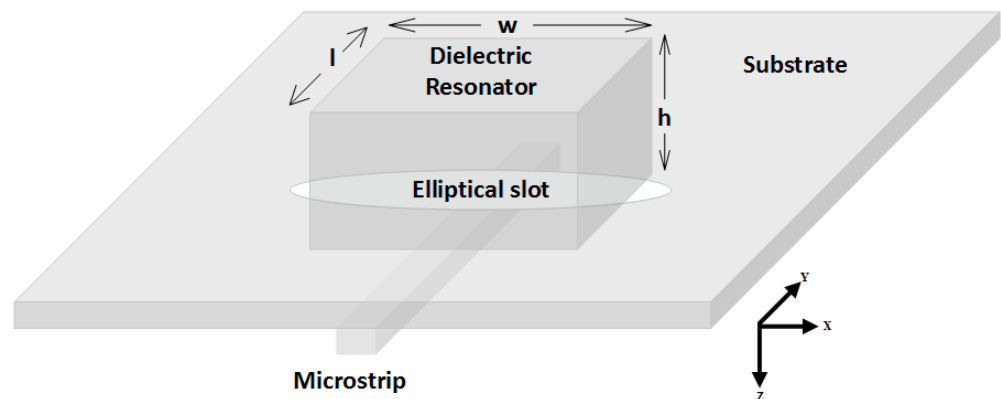 w
l
Dielectric
Resonator
Substrate
h
Elliptical slot
Microstrip
Y
X
Z